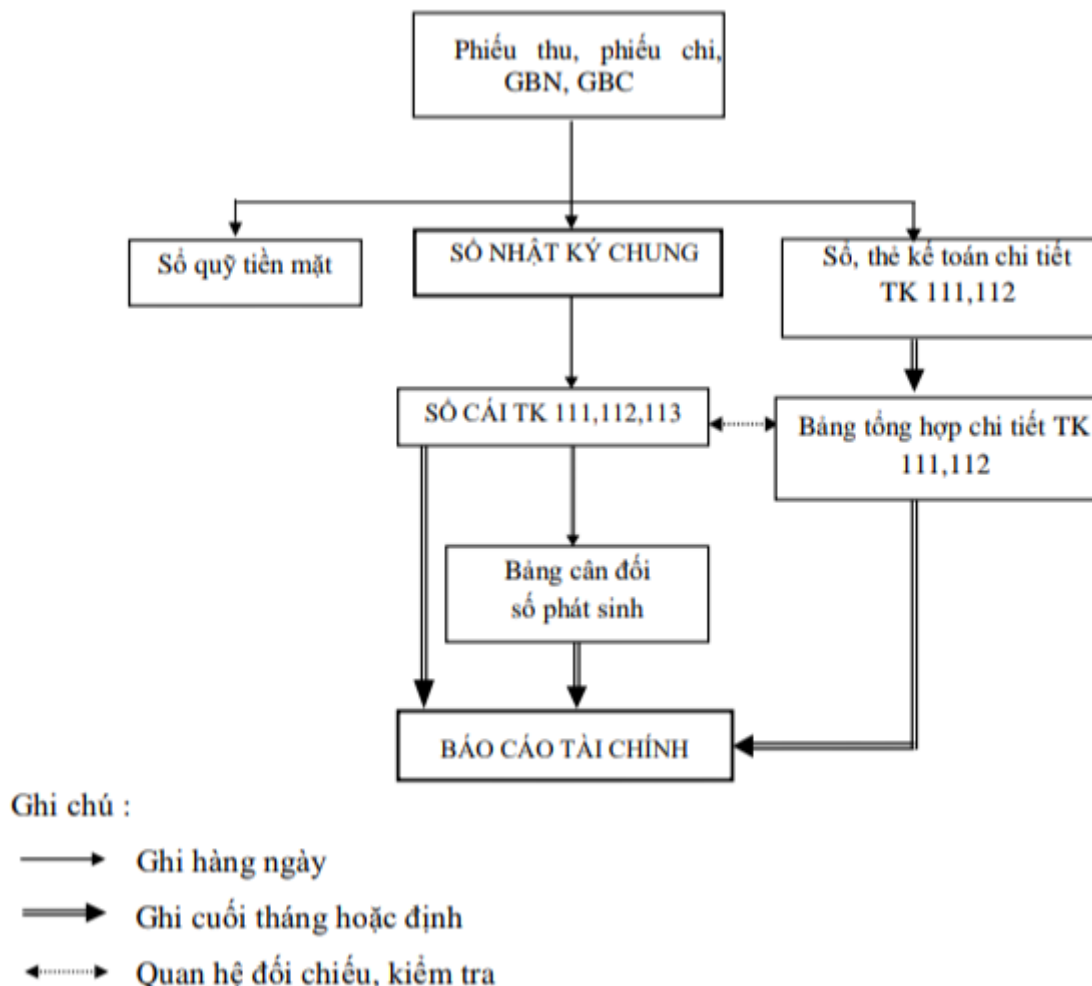 Phiếu thu, phiếu chi,
GBN, GBC
Sổ quỹ tiền mặt
SỔ NHẬT KÝ CHUNG
Sổ, thẻ kế toán chi tiết
TK 111,112
SỔ CÁI TK 111,112,113
Bảng tổng hợp chi tiết TK
111,112
Bảng cân đối
số phát sinh
BÁO CÁO TÀI CHÍNH
Ghi chú :
Ghi hàng ngày
Ghi cuối tháng hoặc định
Quan hệ đối chiếu, kiểm tra